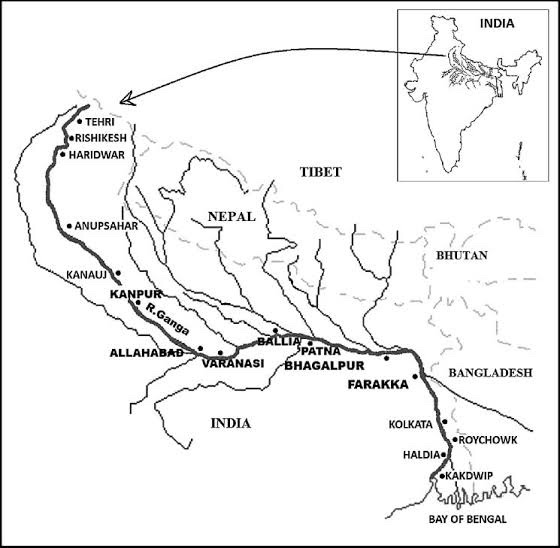 INDIA
TEHRI
RISHIKESH
HARIDWAR
TIBET
NEPAL
ANUPSAHAR
BHUTAN
KANAUJ
KANPUR
R.Ganga
BALLIA
ALLAHABAD
VARANASI
PATNA
BHAGALPUR
BANGLADESH
FARAKKA
INDIA
KOLKATA
ROYCHOWK
HALDIA
KAKDWIP
BAY OF BENGAL